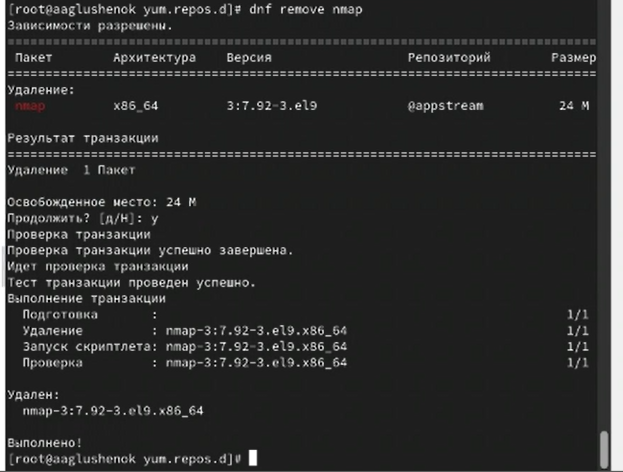 [root@aaglushenok yum.repos.d]# dnf remove nmap
Зависимости разрешены.
================================================================================
Пакет Архитектура Версия Репозиторий Размер
================================================================================
Удаление:
nmap x86_64 3:7.92-3.el9 @appstream 24 M
Результат транзакции
================================================================================
Удаление 1 Пакет
Освобожденное место: 24 M
Продолжить? [д/Н]: y
Проверка транзакции
Проверка транзакции успешно завершена.
Идет проверка транзакции
Тест транзакции проведен успешно.
Выполнение транзакции
Подготовка : 1/1
Удаление : nmap-3:7.92-3.el9.x86_64 1/1
Запуск скриптлета: nmap-3:7.92-3.el9.x86_64 1/1
Проверка : nmap-3:7.92-3.el9.x86_64 1/1
Удален:
nmap-3:7.92-3.el9.x86_64
Выполнено!
[root@aaglushenok yum.repos.d]#